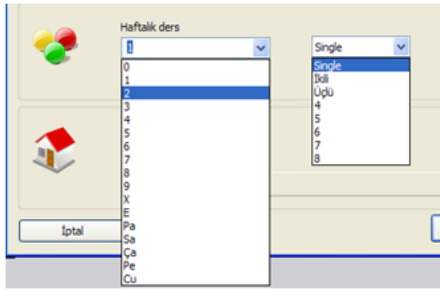 Haftalık ders
1
Single
0
1
2
3
4
5
6
7
8
9
X
E
Pa
Sa
Ça
Pe
Cu
Single
İkili
Üçlü
4
5
6
7
8
İptal